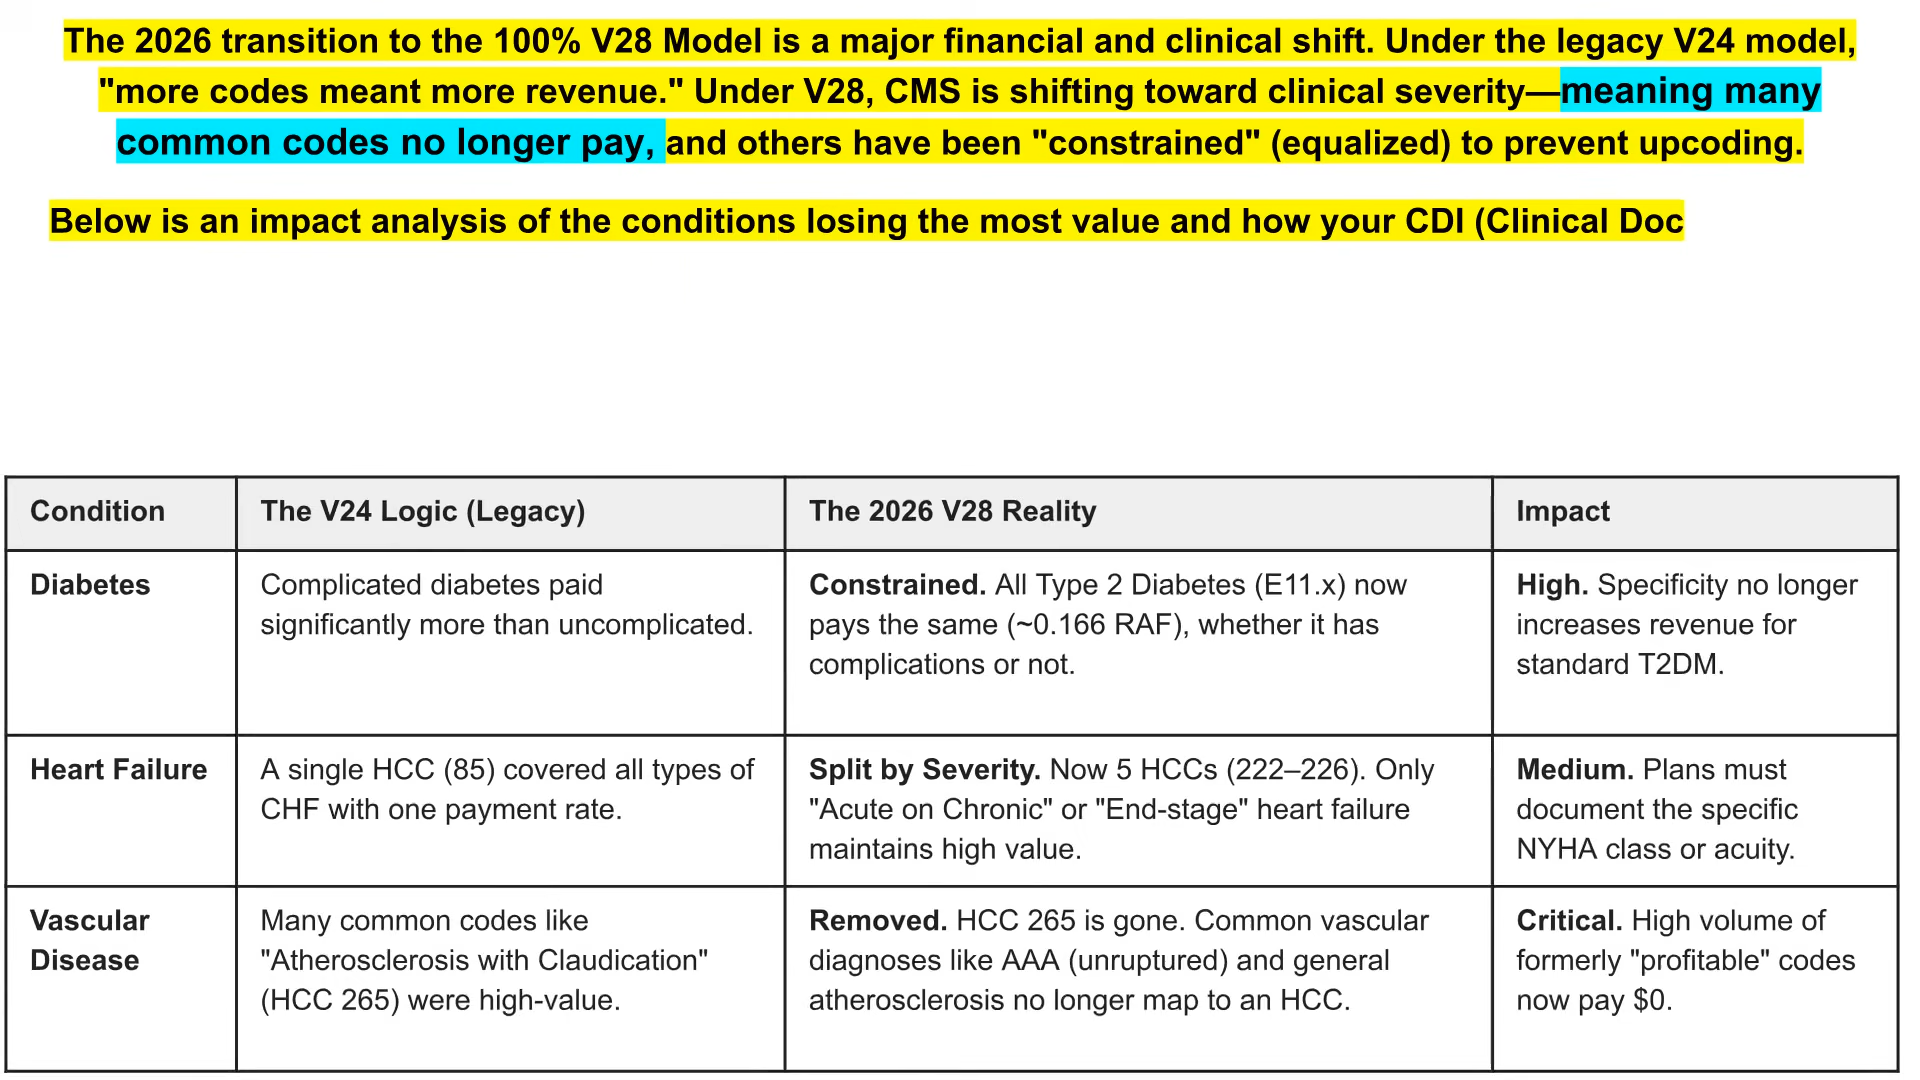 The 2026 transition to the 100% V28 Model is a major financial and clinical shift. Under the legacy V24 model,
"more codes meant more revenue." Under V28, CMS is shifting toward clinical severity—meaning many
common codes no longer pay, and others have been "constrained" (equalized) to prevent upcoding.
Below is an impact analysis of the conditions losing the most value and how your CDI (Clinical Doc
Condition
The V24 Logic (Legacy)
The 2026 V28 Reality
Impact
Diabetes
Complicated diabetes paid
significantly more than uncomplicated.
Constrained. All Type 2 Diabetes (E11.x) now
pays the same (~0.166 RAF), whether it has
complications or not.
High. Specificity no longer
increases revenue for
standard T2DM.
Heart Failure
A single HCC (85) covered all types of
CHF with one payment rate.
Split by Severity. Now 5 HCCs (222–226). Only
"Acute on Chronic" or "End-stage" heart failure
maintains high value.
Medium. Plans must
document the specific
NYHA class or acuity.
Vascular
Disease
Many common codes like
"Atherosclerosis with Claudication"
(HCC 265) were high-value.
Removed. HCC 265 is gone. Common vascular
diagnoses like AAA (unruptured) and general
atherosclerosis no longer map to an HCC.
Critical. High volume of
formerly "profitable" codes
now pay $0.